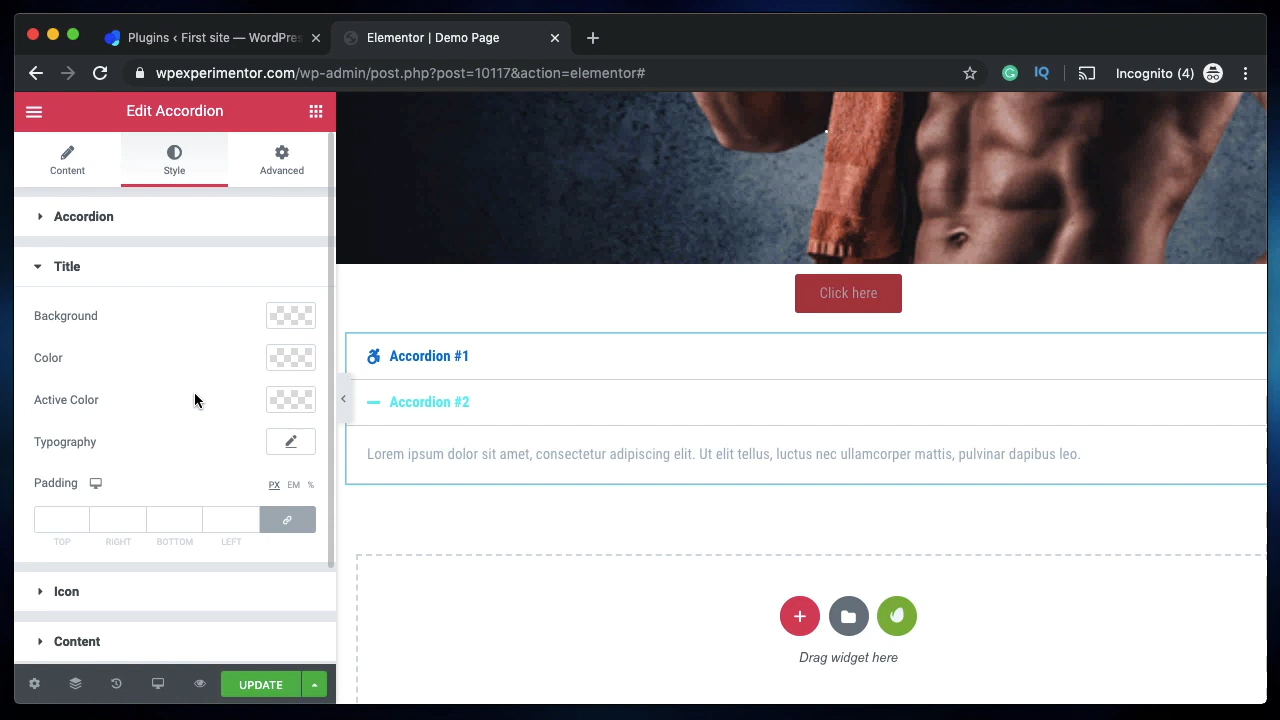 Plugins ‹ First site — WordPres
Elementor | Demo Page
wpexperimentor.com/wp-admin/post.php?post=10117&action=elementor#
IQ
Incognito (4)
Edit Accordion
Content
Style
Advanced
Accordion
Title
Background
Color
Active Color
Typography
Padding
PX EM %
TOP RIGHT BOTTOM LEFT
Icon
Content
UPDATE
Click here
Accordion #1
Accordion #2
Lorem ipsum dolor sit amet, consectetur adipiscing elit. Ut elit tellus, luctus nec ullamcorper mattis, pulvinar dapibus leo.
Drag widget here